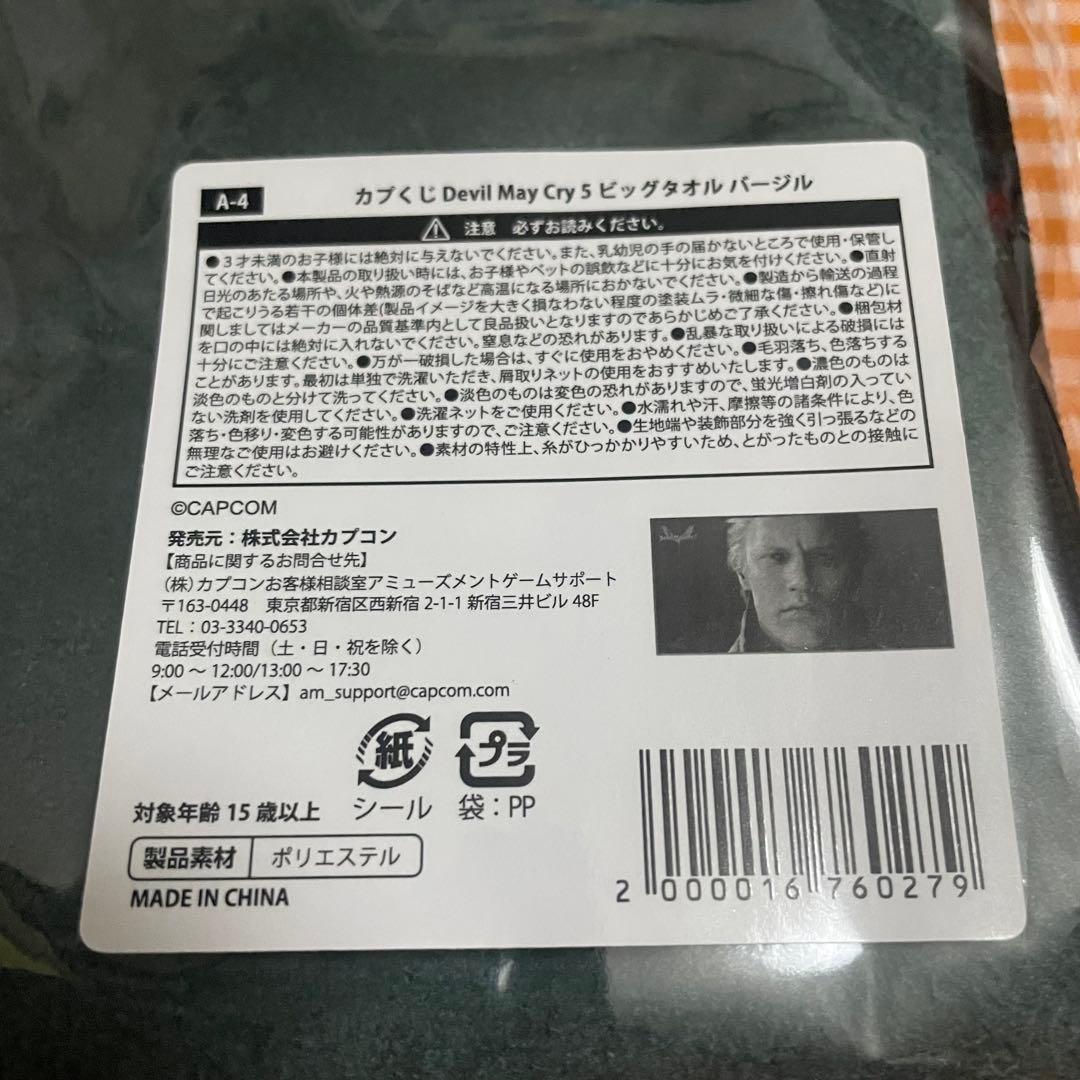 A-4
カプくじ Devil May Cry 5 ビッグタオル バージル
注意 必ずお読みください。
●3才未満のお子様には絶対に与えないでください。また、乳幼児の手の届かないところで使用・保管し
てください。●本製品の取り扱い時には、お子様やペットの誤飲などに十分にお気を付けください。●直射
日光のあたる場所や、火や熱源のそばなど高温になる場所におかないでください。●製造から輸送の過程
で起こりうる若干の個体差(製品イメージを大きく損なわない程度の塗装ムラ・微細な傷・擦れ傷など)に
関しましてはメーカーの品質基準内として良品扱いとなりますのであらかじめご了承ください。●梱包材
を口の中には絶対に入れないでください。窒息などの恐れがあります。●乱暴な取り扱いによる破損には
十分にご注意ください。●万が一破損した場合は、すぐに使用をおやめください。●毛羽落ち、色落ちする
ことがあります。最初は単独で洗濯いただき、屑取りネットの使用をおすすめいたします。●濃色のものは
淡色のものと分けて洗ってください。●淡色のものは変色の恐れがありますので、蛍光増白剤の入ってい
ない洗剤を使用してください。●洗濯ネットをご使用ください。●水濡れや汗、摩擦等の諸条件により、色
落ち・色移り・変色する可能性がありますので、ご注意ください。●生地端や装飾部分を強く引っ張るなどの
無理なご使用はお避けください。●素材の特性上、糸がひっかかりやすいため、とがったものとの接触に
ご注意ください。
©CAPCOM
発売元：株式会社カプコン
【商品に関するお問合せ先】
（株）カプコンお客様相談室アミューズメントゲームサポート
〒163-0448 東京都新宿区西新宿 2-1-1 新宿三井ビル 48F
TEL：03-3340-0653
電話受付時間（土・日・祝を除く）
9:00 ～ 12:00/13:00 ～ 17:30
【メールアドレス】am_support@capcom.com
紙 プラ
シール 袋：PP
対象年齢 15 歳以上
製品素材 ポリエステル
MADE IN CHINA
2 000016 760279